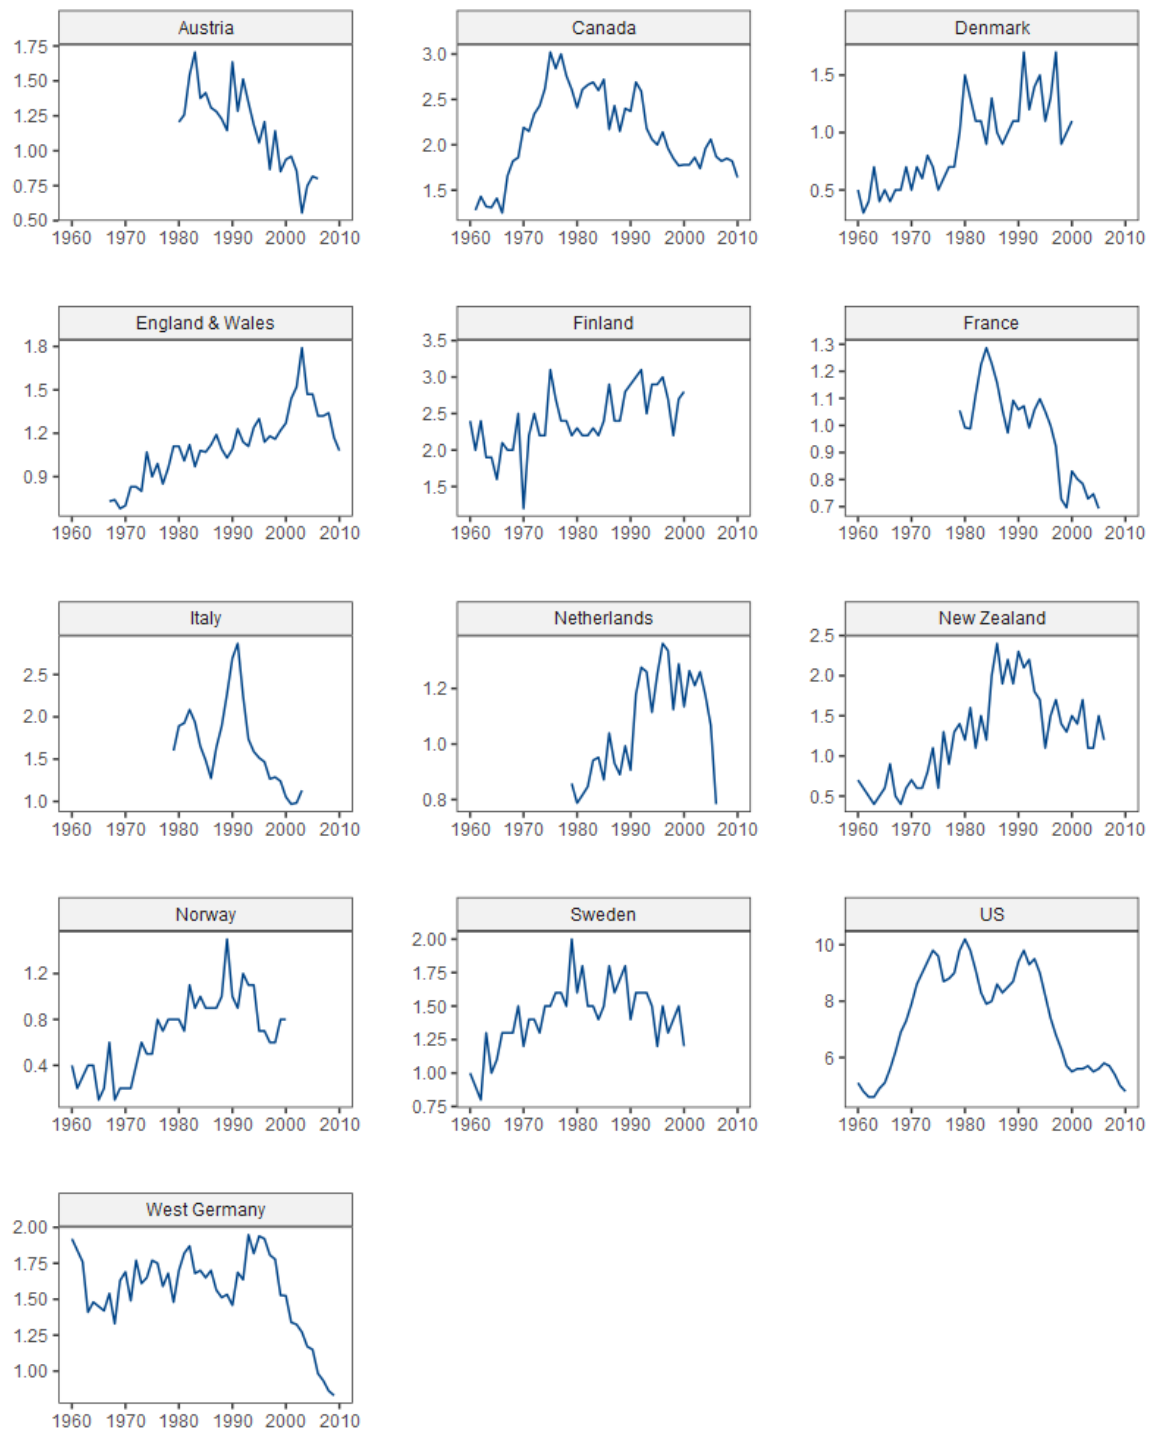 Austria
1.75
1.50
1.25
1.00
0.75
0.50
1960 1970 1980 1990 2000 2010
Canada
3.0
2.5
2.0
1.5
1960 1970 1980 1990 2000 2010
Denmark
1.5
1.0
0.5
1960 1970 1980 1990 2000 2010
England & Wales
1.8
1.5
1.2
0.9
1960 1970 1980 1990 2000 2010
Finland
3.5
3.0
2.5
2.0
1.5
1960 1970 1980 1990 2000 2010
France
1.3
1.2
1.1
1.0
0.9
0.8
0.7
1960 1970 1980 1990 2000 2010
Italy
2.5
2.0
1.5
1.0
1960 1970 1980 1990 2000 2010
Netherlands
1.2
1.0
0.8
1960 1970 1980 1990 2000 2010
New Zealand
2.5
2.0
1.5
1.0
0.5
1960 1970 1980 1990 2000 2010
Norway
1.2
0.8
0.4
1960 1970 1980 1990 2000 2010
Sweden
2.00
1.75
1.50
1.25
1.00
0.75
1960 1970 1980 1990 2000 2010
US
10
8
6
1960 1970 1980 1990 2000 2010
West Germany
2.00
1.75
1.50
1.25
1.00
1960 1970 1980 1990 2000 2010